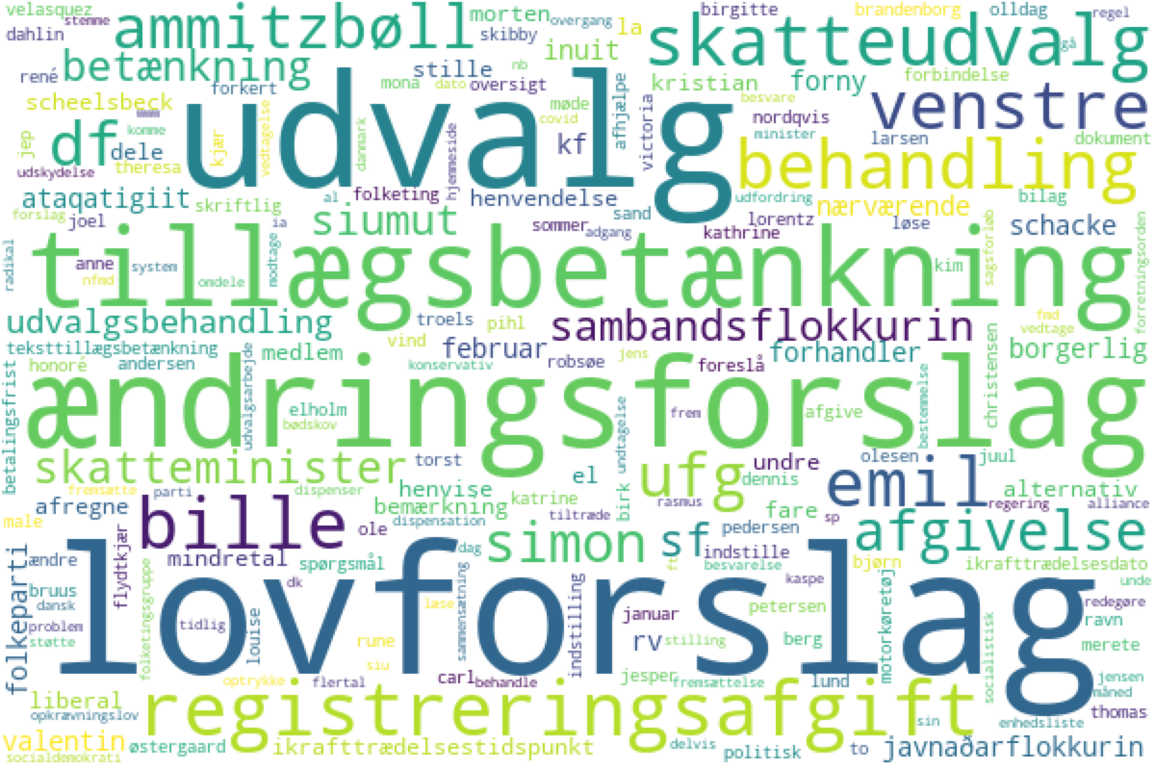 velasquez
stemme
ammitzbøll
morten
overgang
la
birgitte
brandenborg
olldag
regel
dahlin
skibby
inuit
skatteudvalg
gå
rené
betænkning
forkert
stille
mona
dato
nb
oversigt
kristian
forny
forbindelse
scheelsbeck
udvalg
møde
covid
afhjælpe
victoria
besvare
venstre
jep
df
komme
dele
theresa
kjær
vedtagelse
danmark
hjemmeside
kf
nordqvis
minister
larsen
dokument
udskydelse
behandling
ataqatigiit
skriftlig
al
folketing
henvendelse
udfordring
nærværende
bilag
forslag
joel
ia
siumut
sommer
sand
adgang
lorentz
kathrine
løse
schacke
radikal
anne
nfmd
system
omdele
modtage
tillægsbetænkning
kim
sagsforløb
forretningsorden
udvalgsbehandling
troels
pihl
sambandsflokkurin
fmd
vedtage
teksttillægsbetænkning
medlem
vind
februar
robsøe
jens
foreslå
forhandler
christensen
borgerlig
honoré
andersen
konservativ
betalingsfrist
udvalgsarbejde
elholm
bødskov
ændringsforslag
undtagelse
frem
afgive
bestemmelse
skatteminister
torst
el
ufg
undre
dennis
emil
olesen
juul
fremsætte
parti
dispenser
henvise
katrine
birk
rasmus
alternativ
afregne
bille
bemærkning
tiltræde
fare
regering
alliance
male
ole
dispensation
simon
sf
pedersen
sp
afgivelse
folkeparti
ændre
flydtkjær
mindretal
spørgsmål
dag
ft
indstille
besvarelse
bjørn
ikrafttrædelsesdato
bruus
dansk
folketingsgruppe
lovforslag
dk
læse
sammensætning
indstilling
kaspe
januar
petersen
motorkøretøj
unde
redegøre
problem
støtte
tidlig
louise
rune
siu
rv
stilling
berg
socialistisk
ravn
merete
liberal
optrykke
flertal
carl
behandle
jesper
fremsættelse
lund
jensen
måned
opkrævningslov
registreringsafgift
sin
enhedsliste
thomas
valentin
østergaard
ikrafttrædelsestidspunkt
delvis
politisk
to
javnaðarflokkurin
socialdemokrati